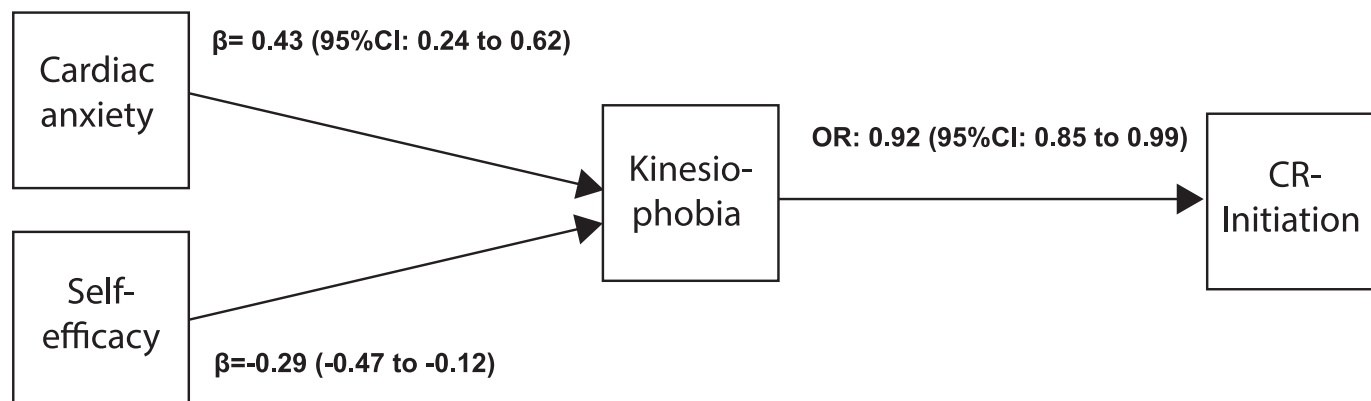 β= 0.43 (95%CI: 0.24 to 0.62)
Cardiac
anxiety
Kinesio-
phobia
OR: 0.92 (95%CI: 0.85 to 0.99)
CR-
Initiation
Self-
efficacy
β=-0.29 (-0.47 to -0.12)